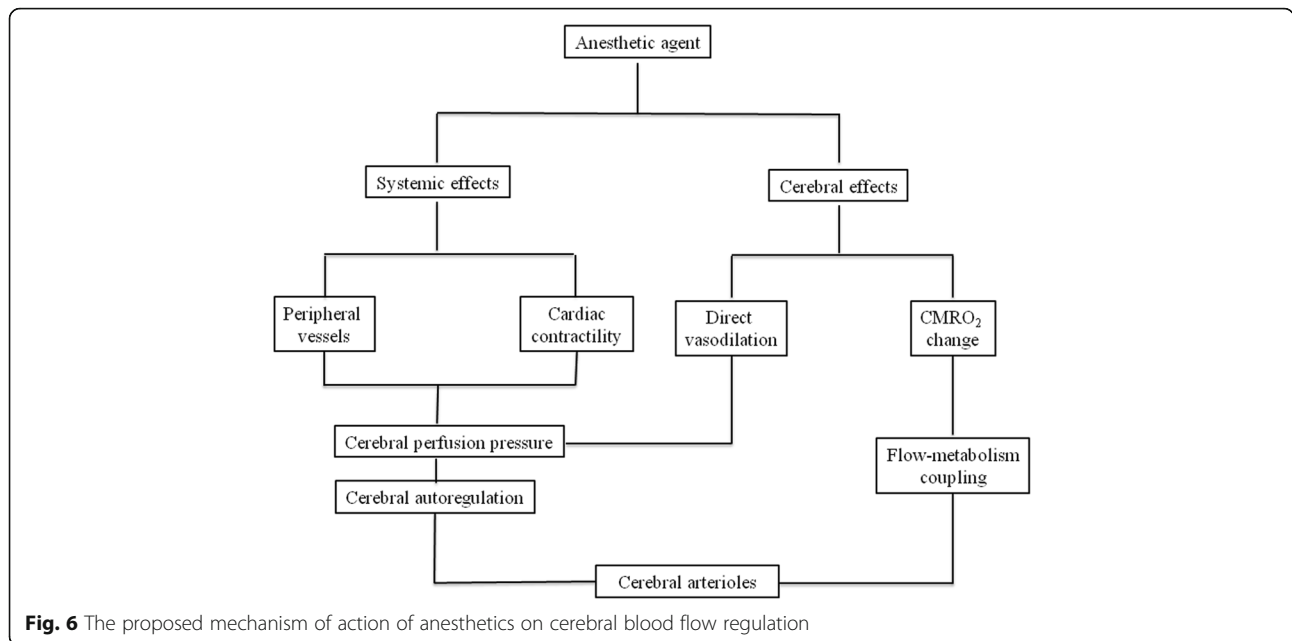 Anesthetic agent
Systemic effects
Cerebral effects
Peripheral
vessels
Cardiac
contractility
Direct
vasodilation
CMRO₂
change
Cerebral perfusion pressure
Flow-metabolism
coupling
Cerebral autoregulation
Cerebral arterioles
Fig. 6 The proposed mechanism of action of anesthetics on cerebral blood flow regulation